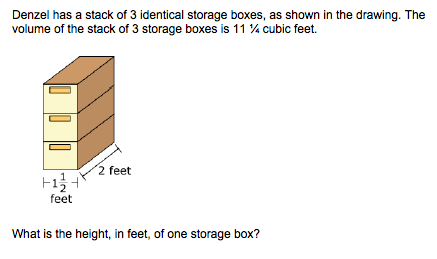 Denzel has a stack of 3 identical storage boxes, as shown in the drawing. The
volume of the stack of 3 storage boxes is 11 ¼ cubic feet.
2 feet
1 1/2
feet
What is the height, in feet, of one storage box?